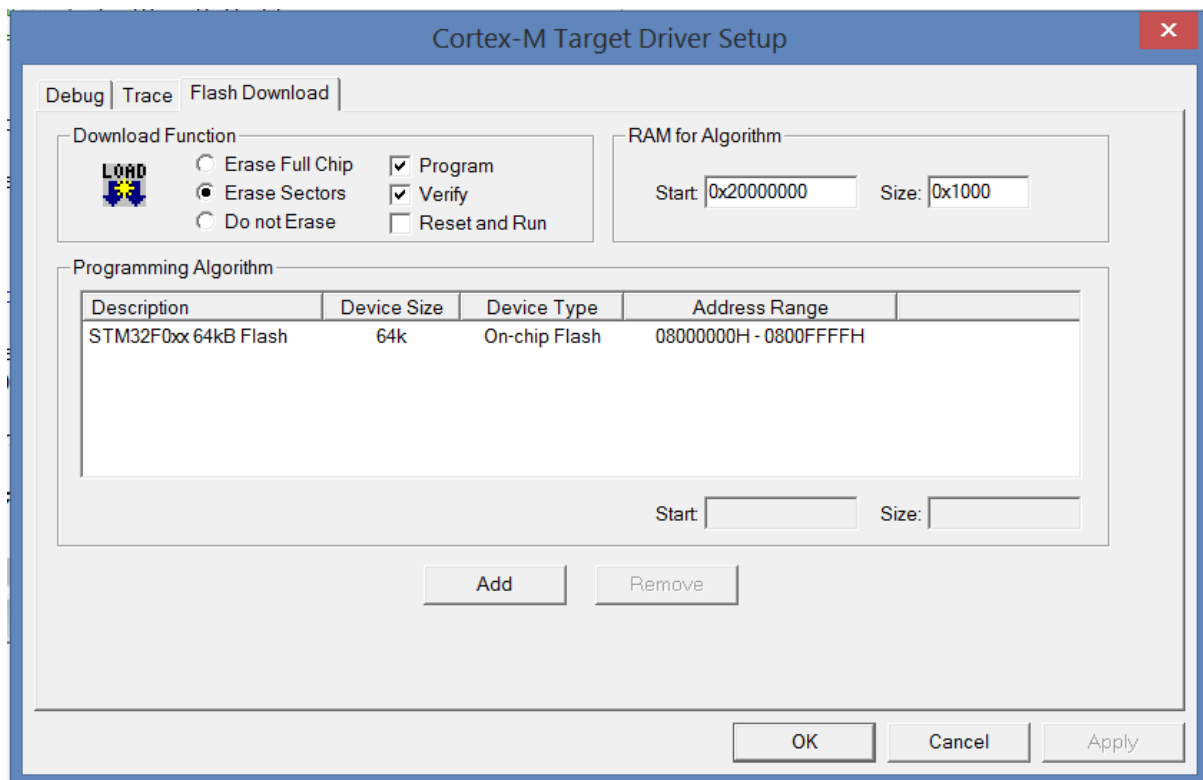 Cortex-M Target Driver Setup
x
Debug Trace Flash Download
Download Function
LOAD
Erase Full Chip
Erase Sectors
Do not Erase
Program
Verify
Reset and Run
RAM for Algorithm
Start: 0x20000000 Size: 0x1000
Programming Algorithm
Description Device Size Device Type Address Range
STM32F0xx 64kB Flash 64k On-chip Flash 08000000H - 0800FFFFH
Start: Size:
Add Remove
OK Cancel Apply